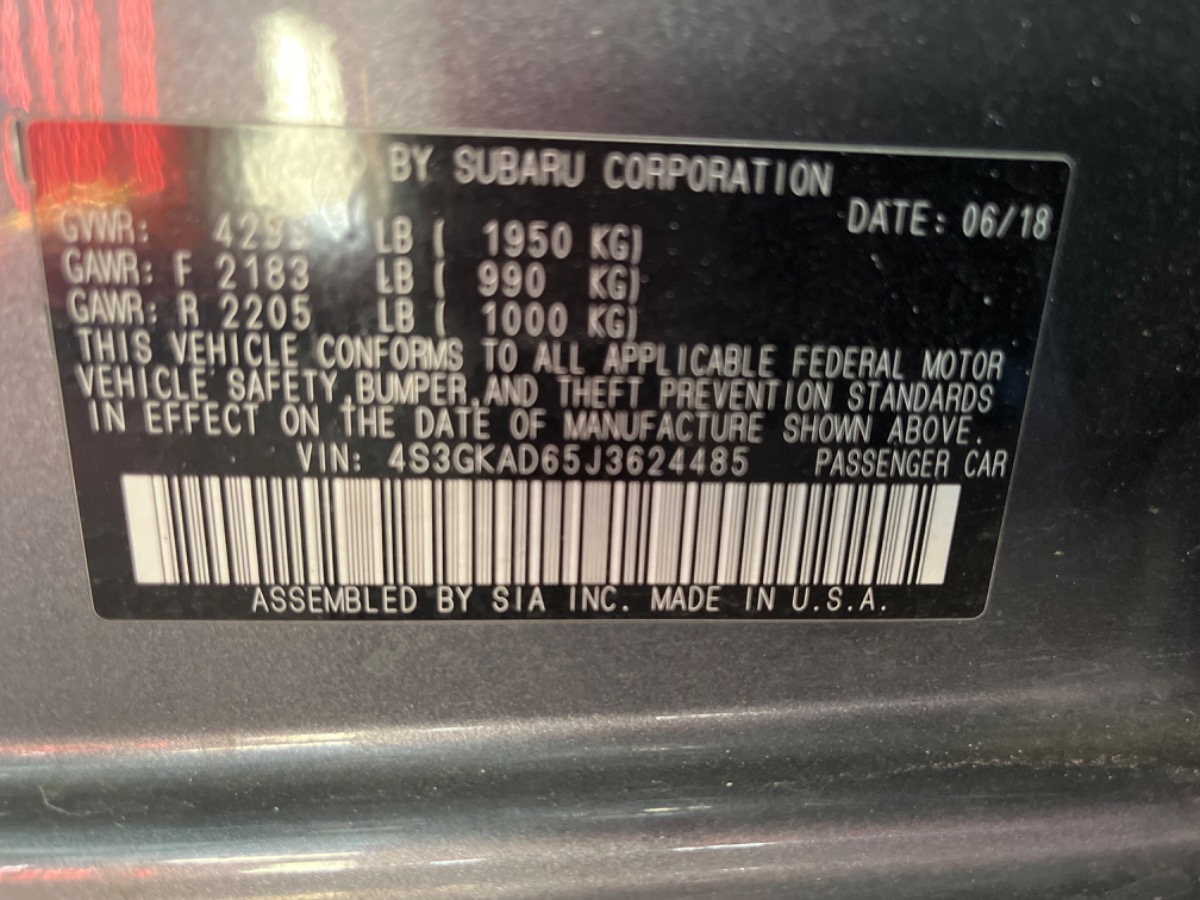 BY SUBARU CORPORATION
DATE: 06/18
GVWR: LB ( 1950 KG)
GAWR: F 2183 LB ( 990 KG)
GAWR: R 2205 LB ( 1000 KG)
THIS VEHICLE CONFORMS TO ALL APPLICABLE FEDERAL MOTOR
VEHICLE SAFETY,BUMPER,AND THEFT PREVENTION STANDARDS
IN EFFECT ON THE DATE OF MANUFACTURE SHOWN ABOVE.
VIN: 4S3GKAD65J3624485 PASSENGER CAR
ASSEMBLED BY SIA INC. MADE IN U.S.A.